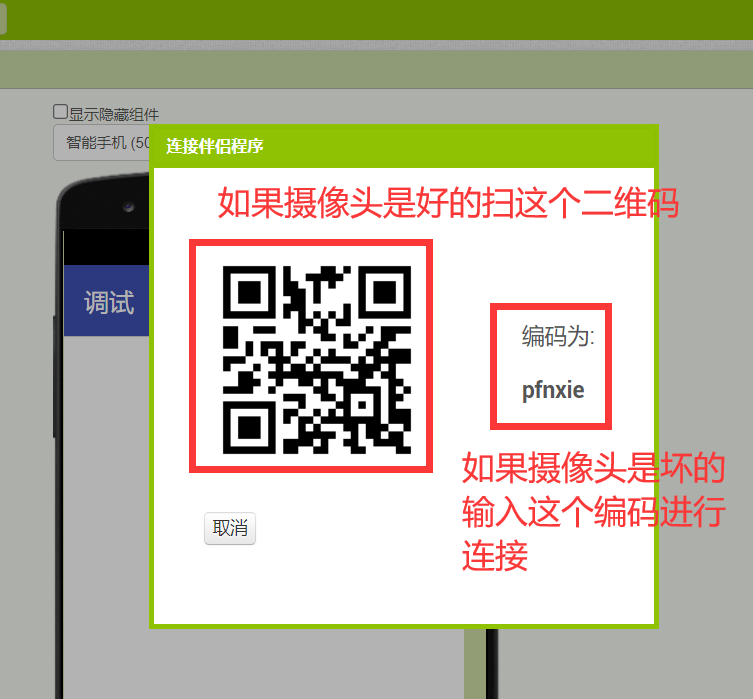 显示隐藏组件
智能手机 (50
连接伴侣程序
如果摄像头是好的扫这个二维码
调试
编码为:
pfnxie
如果摄像头是坏的
输入这个编码进行
连接
取消